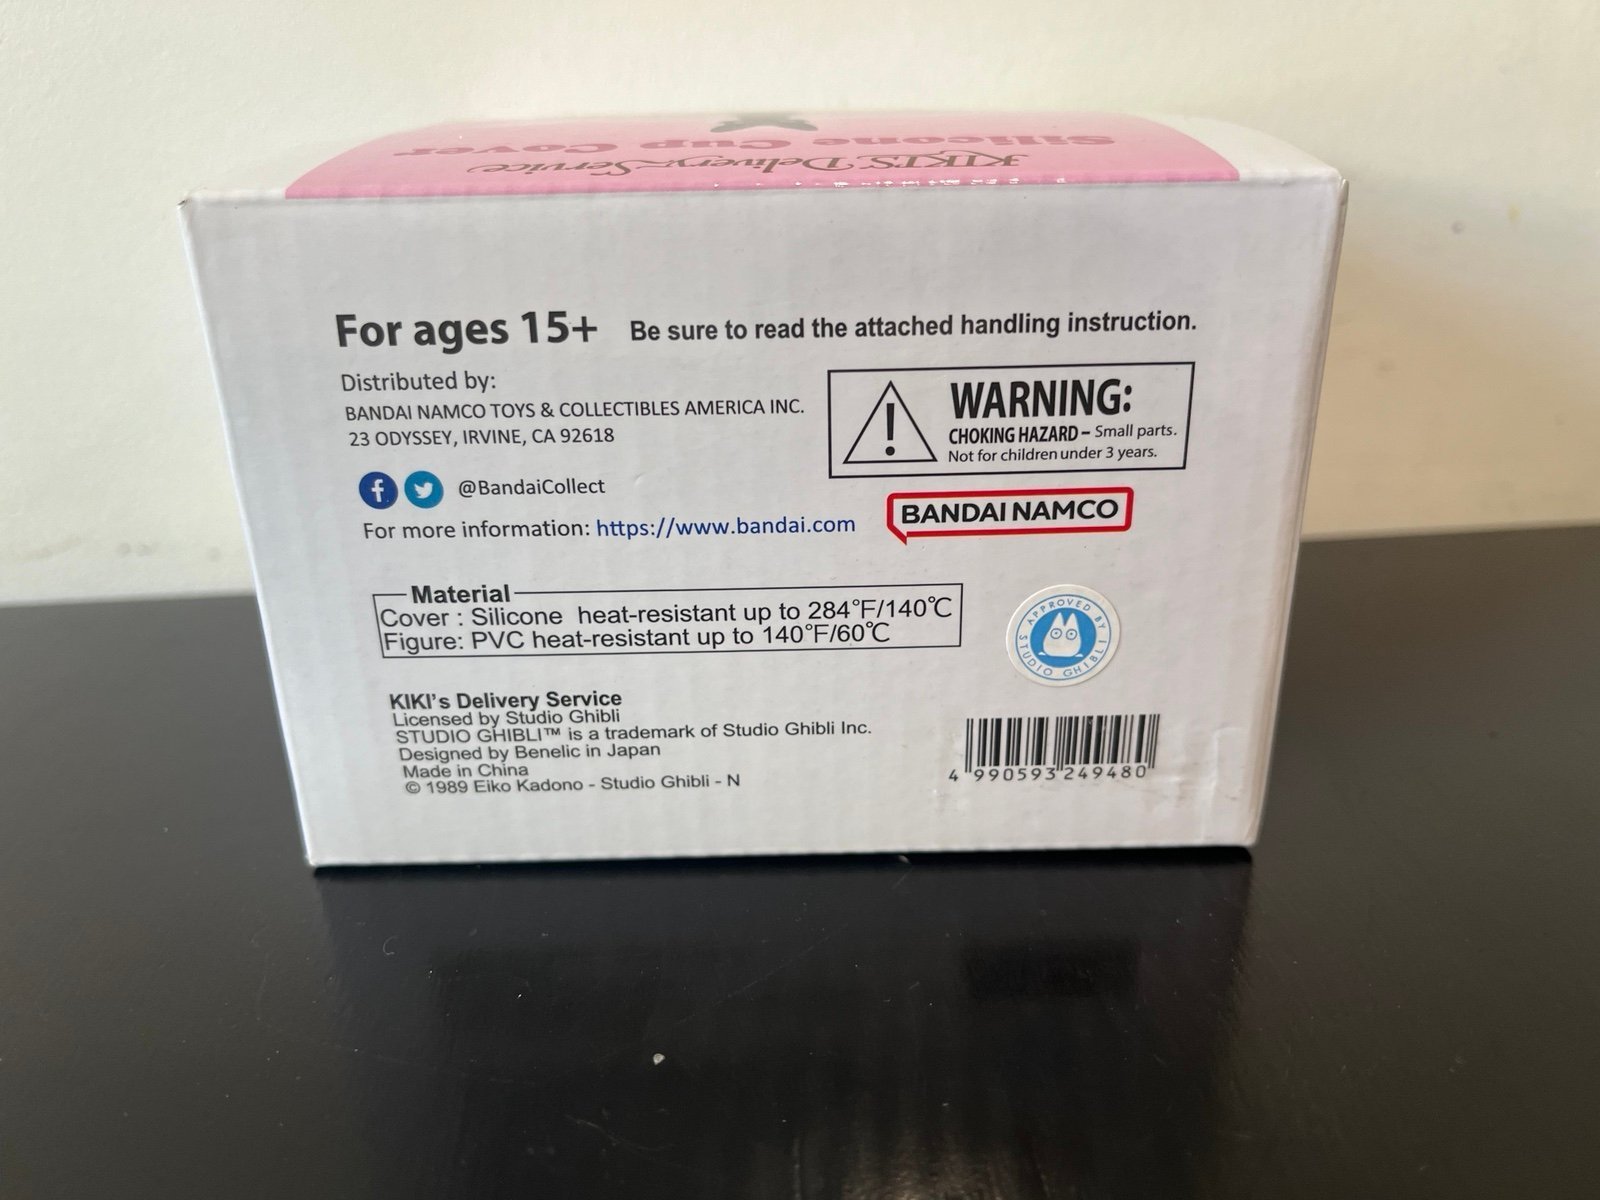 Silicone Cup Cover
KIKI'S Delivery Service
For ages 15+ Be sure to read the attached handling instruction.
Distributed by:
BANDAI NAMCO TOYS & COLLECTIBLES AMERICA INC.
23 ODYSSEY, IRVINE, CA 92618
WARNING:
CHOKING HAZARD – Small parts.
Not for children under 3 years.
@BandaiCollect
For more information: https://www.bandai.com
BANDAI NAMCO
Material
Cover : Silicone heat-resistant up to 284°F/140℃
Figure: PVC heat-resistant up to 140°F/60℃
APPROVED BY STUDIO GHIBLI
KIKI's Delivery Service
Licensed by Studio Ghibli
STUDIO GHIBLI™ is a trademark of Studio Ghibli Inc.
Designed by Benelic in Japan
Made in China
© 1989 Eiko Kadono - Studio Ghibli - N
4 990593 249480